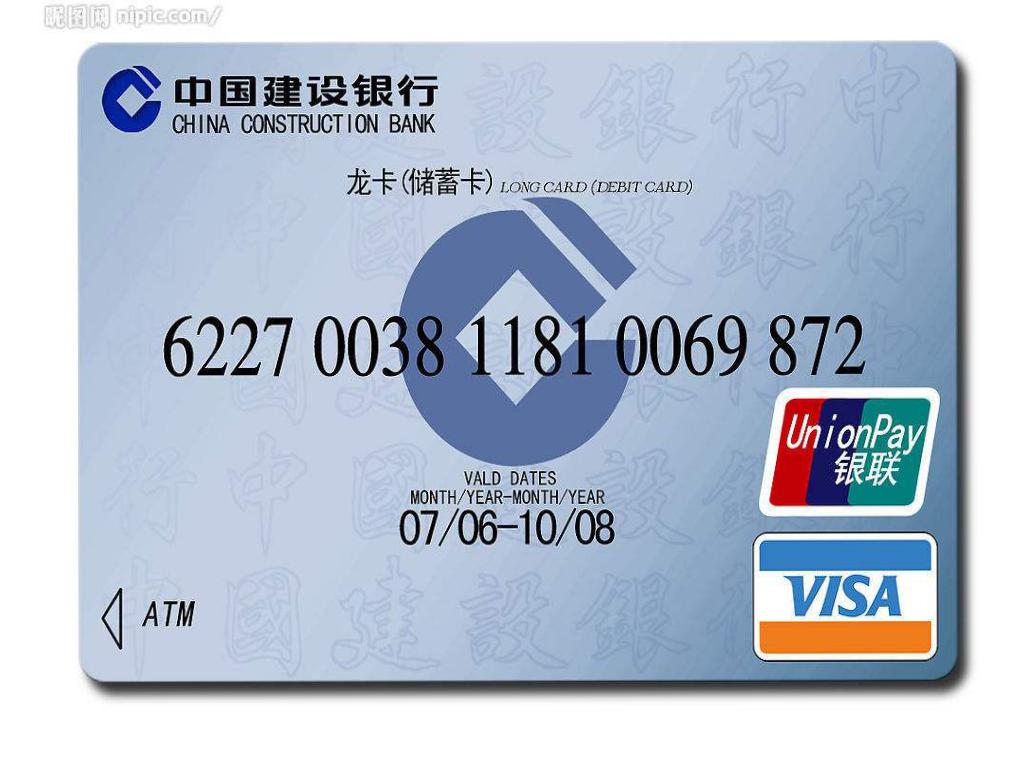 昵图网 nipic.com/
中国建设银行
CHINA CONSTRUCTION BANK
龙卡(储蓄卡) LONG CARD (DEBIT CARD)
6227 0038 1181 0069 872
UnionPay
银联
VALD DATES
MONTH/YEAR-MONTH/YEAR
07/06-10/08
VISA
ATM